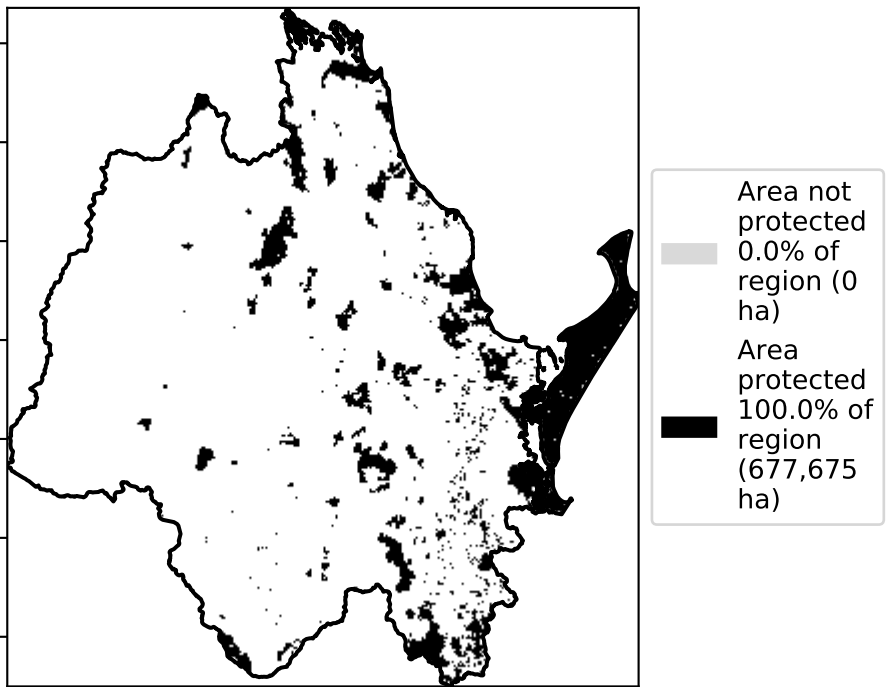 Area not
protected
0.0% of
region (0
ha)
Area
protected
100.0% of
region
(677,675
ha)